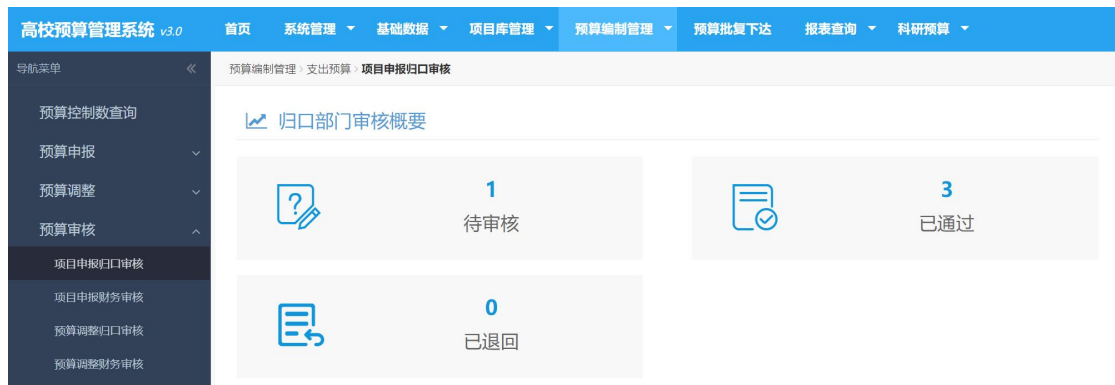 高校预算管理系统 v3.0 首页 系统管理 基础数据 项目库管理 预算编制管理 预算批复下达 报表查询 科研预算
导航菜单 预算编制管理 > 支出预算 > 项目申报归口审核
预算控制数查询
归口部门审核概要
预算申报
预算调整
1 3
预算审核
待审核 已通过
项目申报归口审核
项目申报财务审核
0
预算调整归口审核
已退回
预算调整财务审核